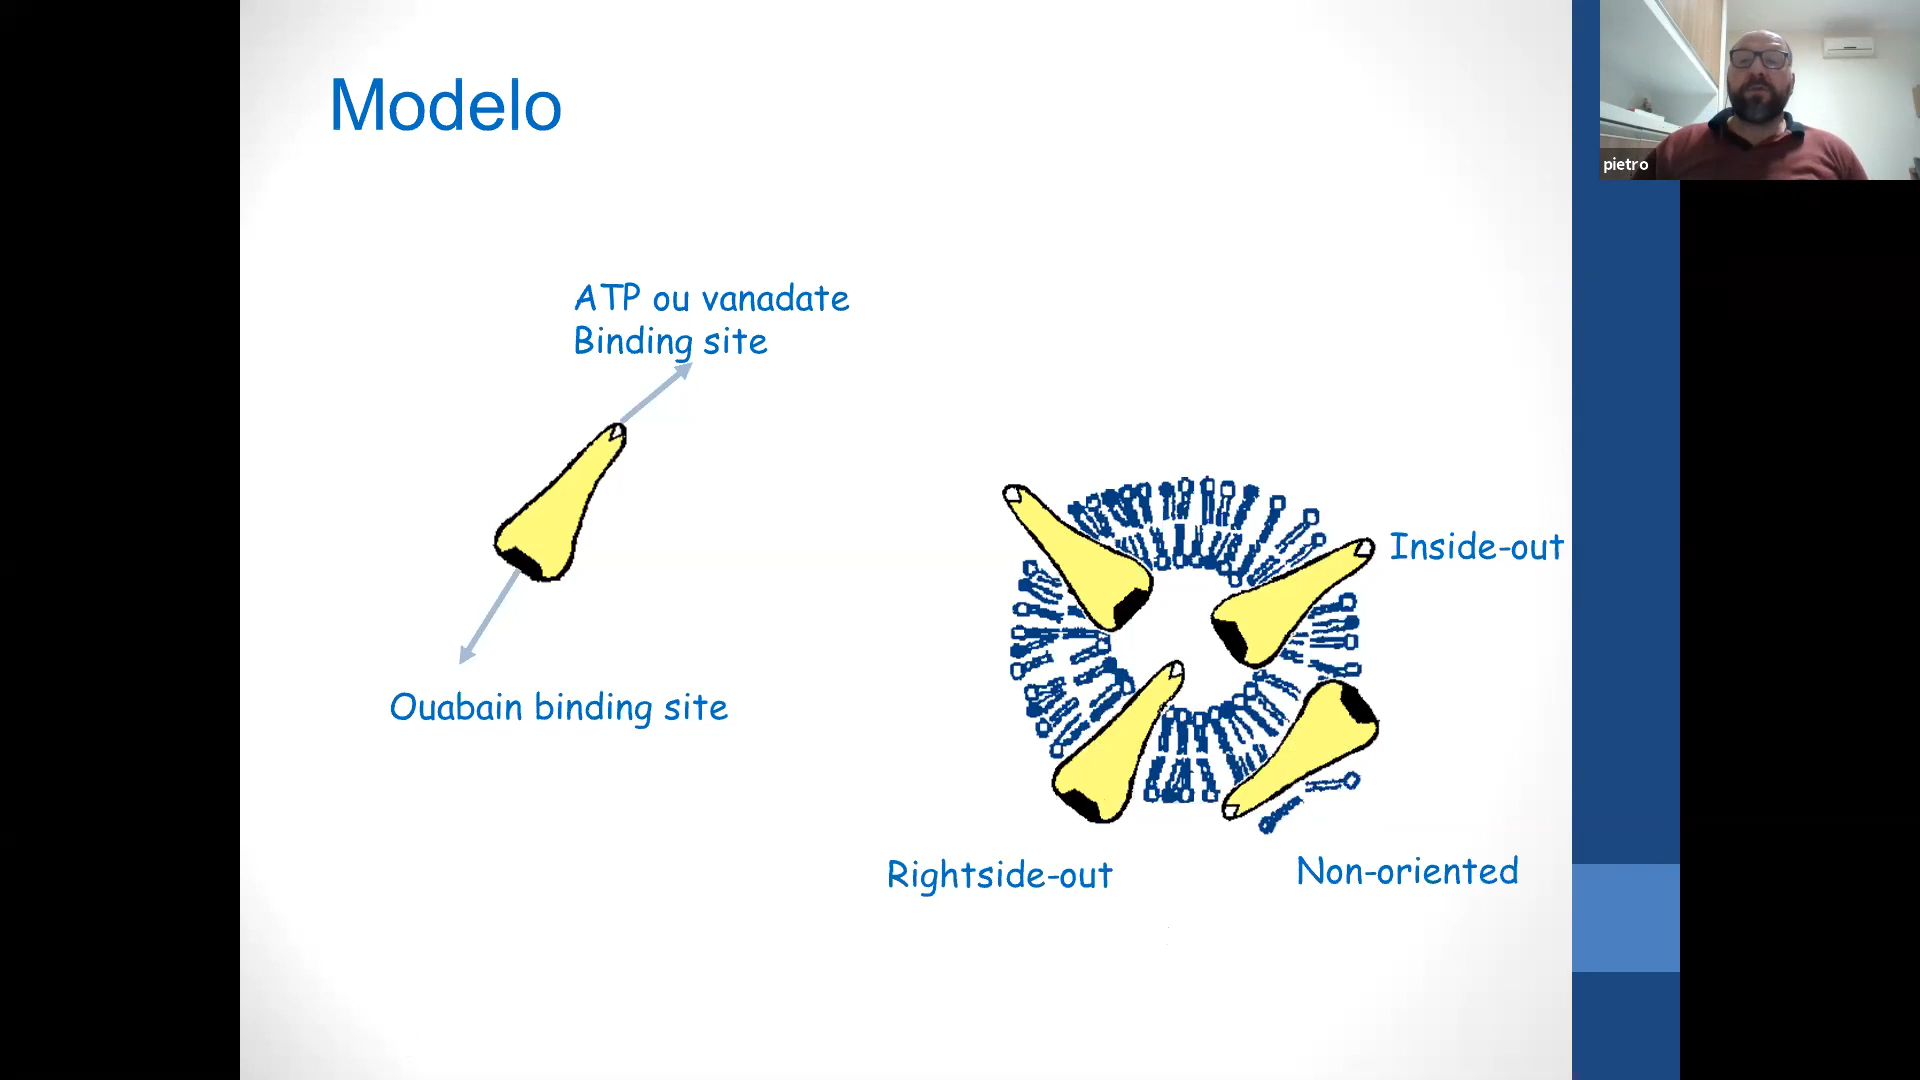 Modelo
pietro
ATP ou vanadate
Binding site
Inside-out
Ouabain binding site
Rightside-out
Non-oriented